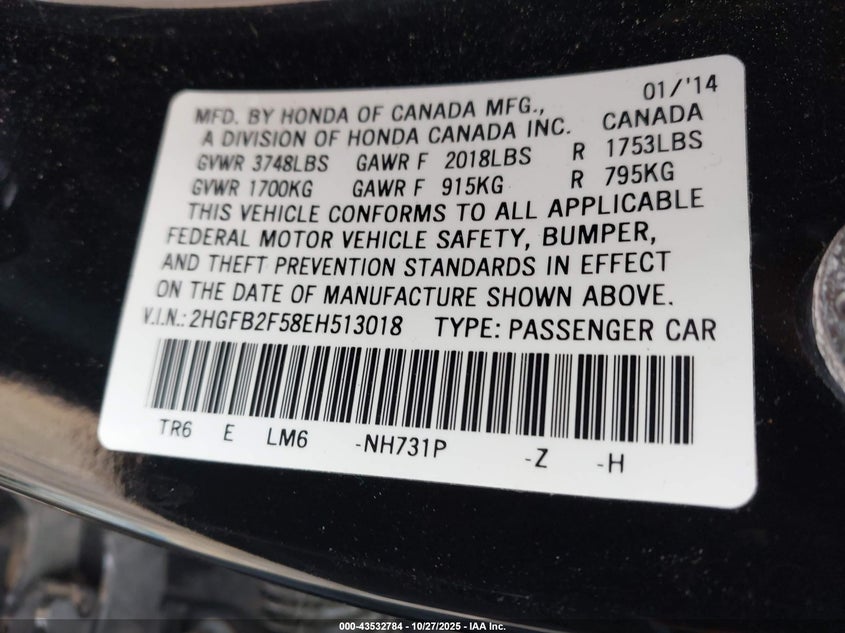 01/'14
MFD. BY HONDA OF CANADA MFG.,
A DIVISION OF HONDA CANADA INC. CANADA
GVWR 3748LBS GAWR F 2018LBS R 1753LBS
GVWR 1700KG GAWR F 915KG R 795KG
THIS VEHICLE CONFORMS TO ALL APPLICABLE
FEDERAL MOTOR VEHICLE SAFETY, BUMPER,
AND THEFT PREVENTION STANDARDS IN EFFECT
ON THE DATE OF MANUFACTURE SHOWN ABOVE.
V.I.N.: 2HGFB2F58EH513018 TYPE: PASSENGER CAR
TR6 E LM6 -NH731P -Z -H
000-43532784 - 10/27/2025 - IAA Inc.